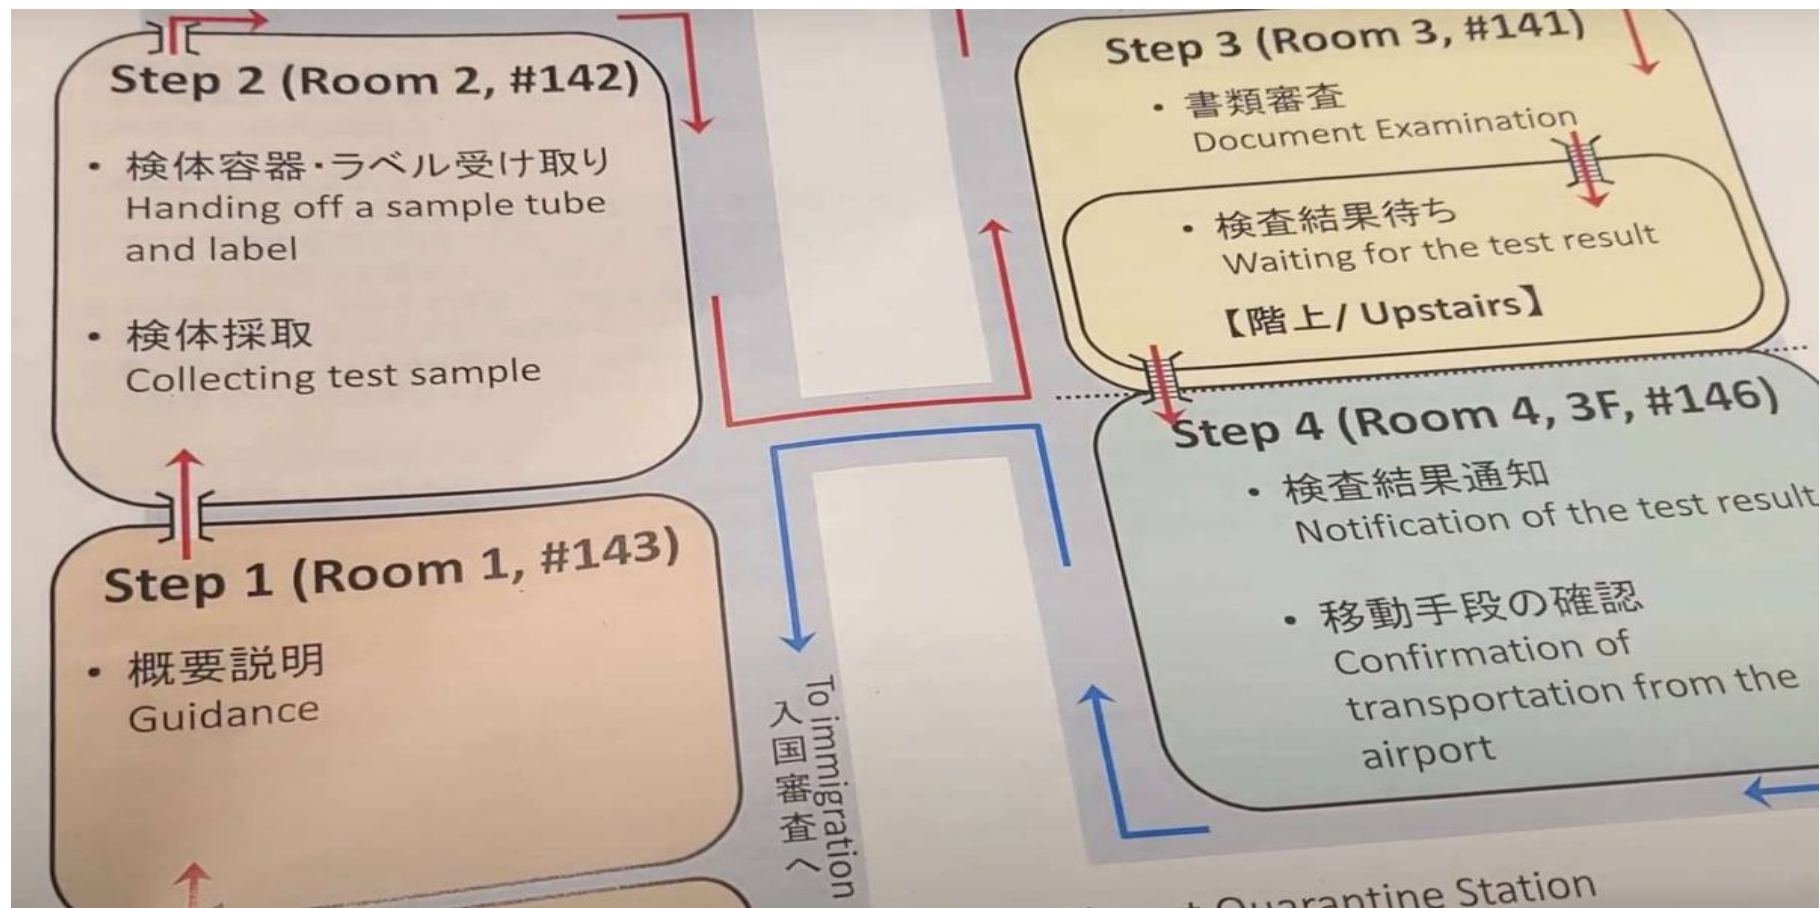 Step 2 (Room 2, #142)
• 検体容器・ラベル受け取り
Handing off a sample tube
and label
• 検体採取
Collecting test sample
Step 1 (Room 1, #143)
• 概要説明
Guidance
To immigration
入国審査へ
Step 3 (Room 3, #141)
• 書類審査
Document Examination
• 検査結果待ち
Waiting for the test result
【階上/ Upstairs】
Step 4 (Room 4, 3F, #146)
• 検査結果通知
Notification of the test result
• 移動手段の確認
Confirmation of
transportation from the
airport
Quarantine Station